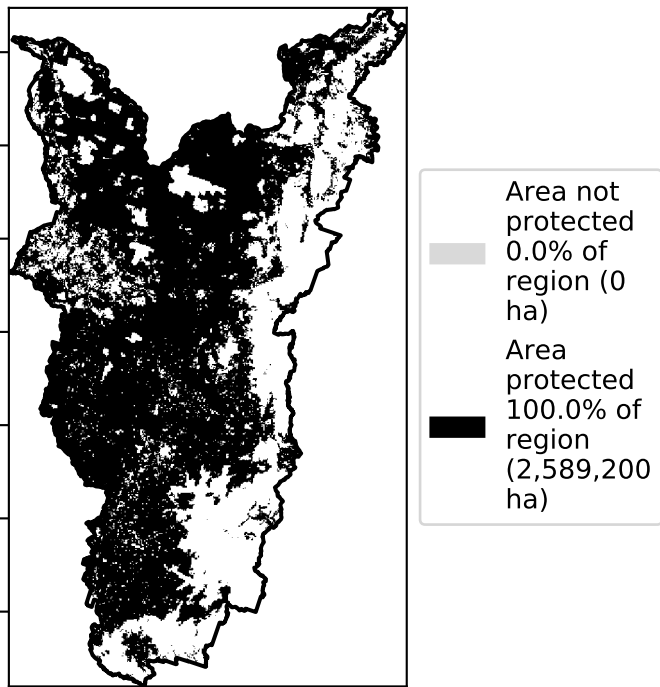 Area not
protected
0.0% of
region (0
ha)
Area
protected
100.0% of
region
(2,589,200
ha)